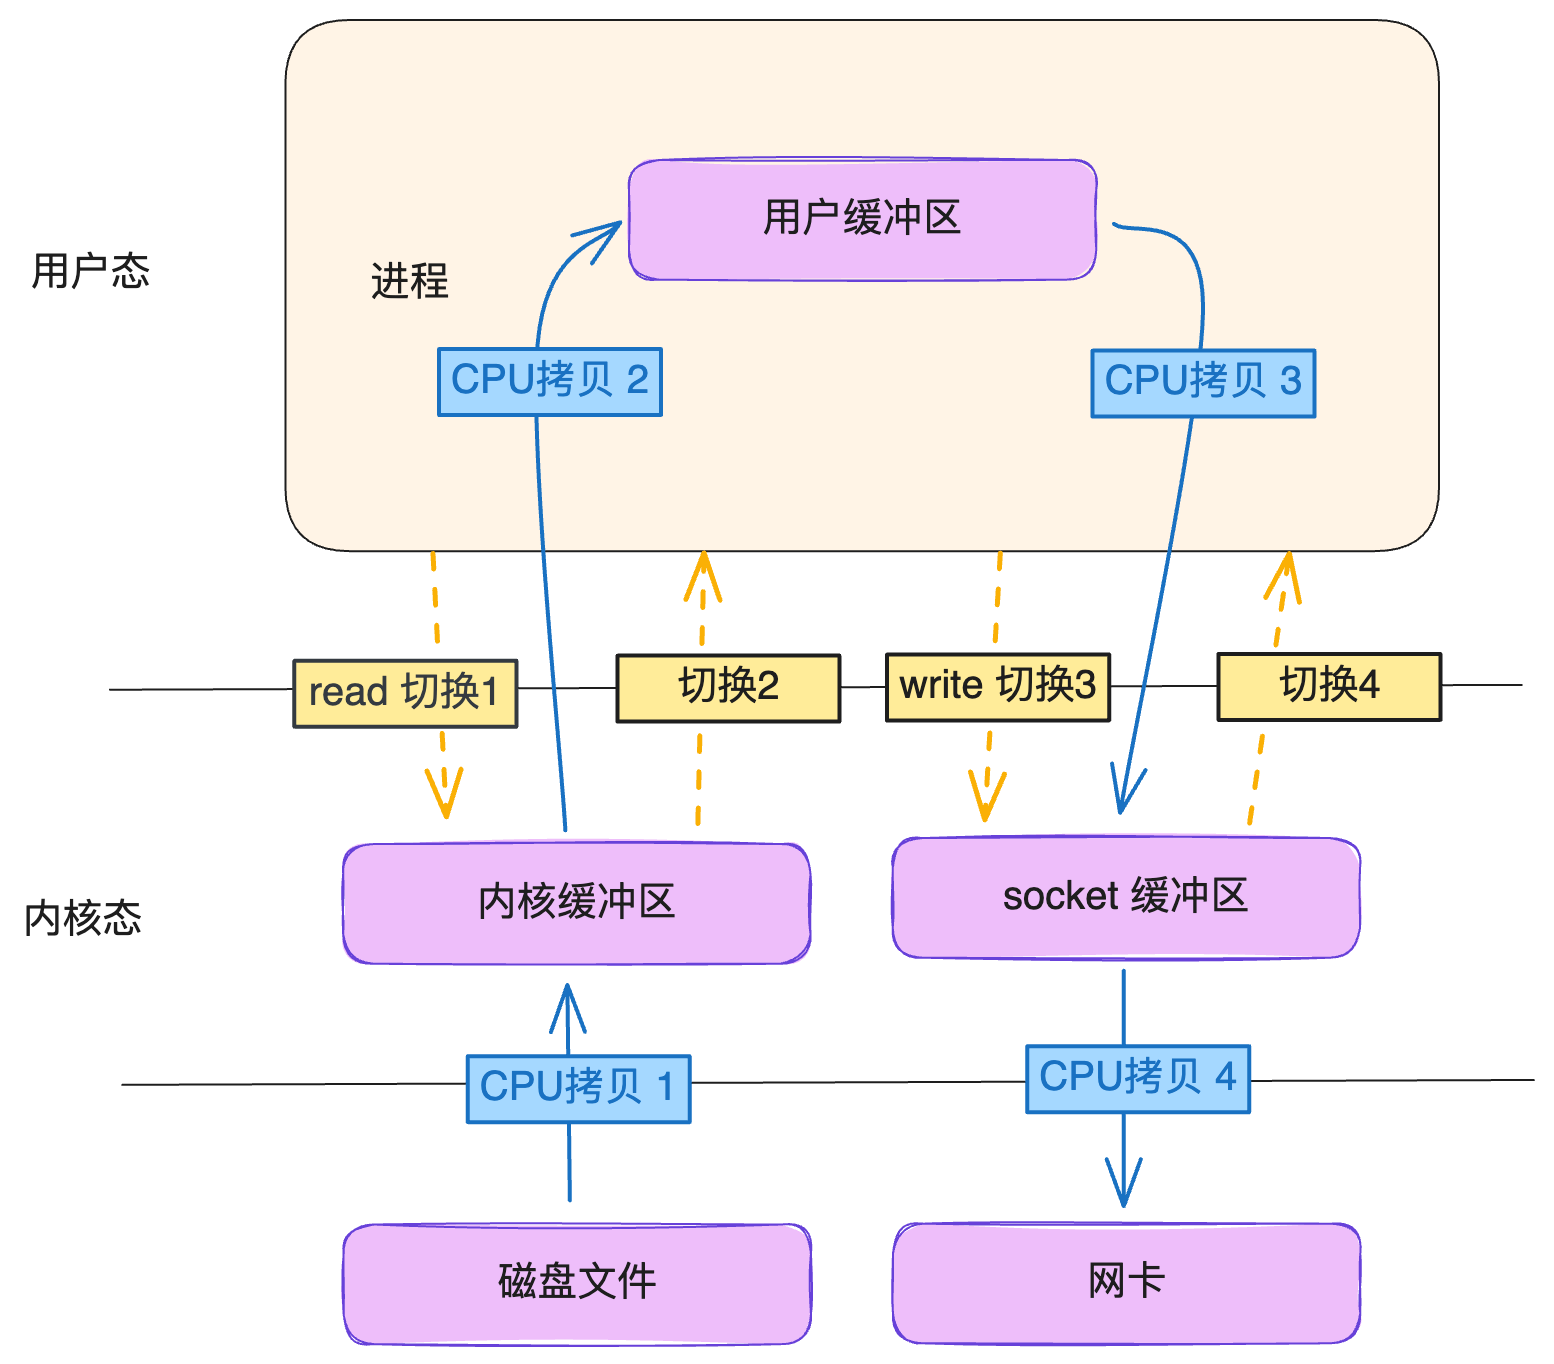 用户缓冲区
用户态
进程
CPU拷贝 2
CPU拷贝 3
read 切换1
切换2
write 切换3
切换4
内核态
内核缓冲区
socket 缓冲区
CPU拷贝 1
CPU拷贝 4
磁盘文件
网卡